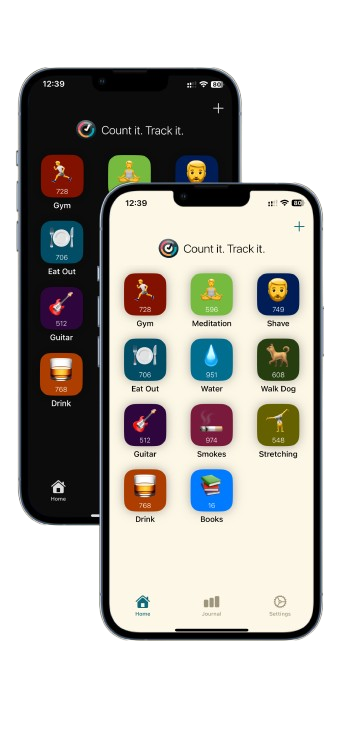 12:39
80
+
Count it. Track it.
728
Gym
706
Eat Out
512
Guitar
768
Drink
Home
12:39
80
+
Count it. Track it.
728
Gym
596
Meditation
749
Shave
706
Eat Out
951
Water
608
Walk Dog
512
Guitar
974
Smokes
548
Stretching
768
Drink
16
Books
Home
Journal
Settings